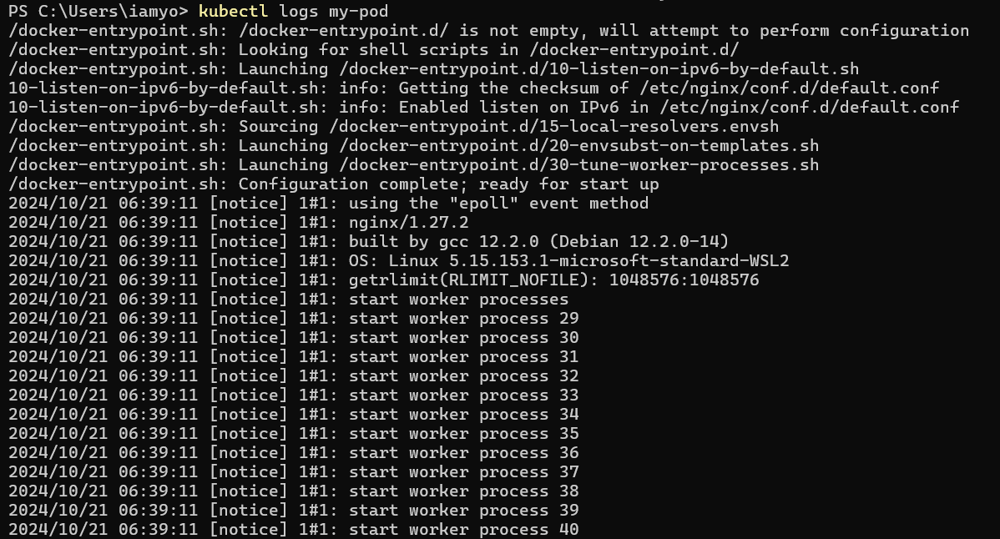 PS C:\Users\iamyo> kubectl logs my-pod
/docker-entrypoint.sh: /docker-entrypoint.d/ is not empty, will attempt to perform configuration
/docker-entrypoint.sh: Looking for shell scripts in /docker-entrypoint.d/
/docker-entrypoint.sh: Launching /docker-entrypoint.d/10-listen-on-ipv6-by-default.sh
10-listen-on-ipv6-by-default.sh: info: Getting the checksum of /etc/nginx/conf.d/default.conf
10-listen-on-ipv6-by-default.sh: info: Enabled listen on IPv6 in /etc/nginx/conf.d/default.conf
/docker-entrypoint.sh: Sourcing /docker-entrypoint.d/15-local-resolvers.envsh
/docker-entrypoint.sh: Launching /docker-entrypoint.d/20-envsubst-on-templates.sh
/docker-entrypoint.sh: Launching /docker-entrypoint.d/30-tune-worker-processes.sh
/docker-entrypoint.sh: Configuration complete; ready for start up
2024/10/21 06:39:11 [notice] 1#1: using the "epoll" event method
2024/10/21 06:39:11 [notice] 1#1: nginx/1.27.2
2024/10/21 06:39:11 [notice] 1#1: built by gcc 12.2.0 (Debian 12.2.0-14)
2024/10/21 06:39:11 [notice] 1#1: OS: Linux 5.15.153.1-microsoft-standard-WSL2
2024/10/21 06:39:11 [notice] 1#1: getrlimit(RLIMIT_NOFILE): 1048576:1048576
2024/10/21 06:39:11 [notice] 1#1: start worker processes
2024/10/21 06:39:11 [notice] 1#1: start worker process 29
2024/10/21 06:39:11 [notice] 1#1: start worker process 30
2024/10/21 06:39:11 [notice] 1#1: start worker process 31
2024/10/21 06:39:11 [notice] 1#1: start worker process 32
2024/10/21 06:39:11 [notice] 1#1: start worker process 33
2024/10/21 06:39:11 [notice] 1#1: start worker process 34
2024/10/21 06:39:11 [notice] 1#1: start worker process 35
2024/10/21 06:39:11 [notice] 1#1: start worker process 36
2024/10/21 06:39:11 [notice] 1#1: start worker process 37
2024/10/21 06:39:11 [notice] 1#1: start worker process 38
2024/10/21 06:39:11 [notice] 1#1: start worker process 39
2024/10/21 06:39:11 [notice] 1#1: start worker process 40